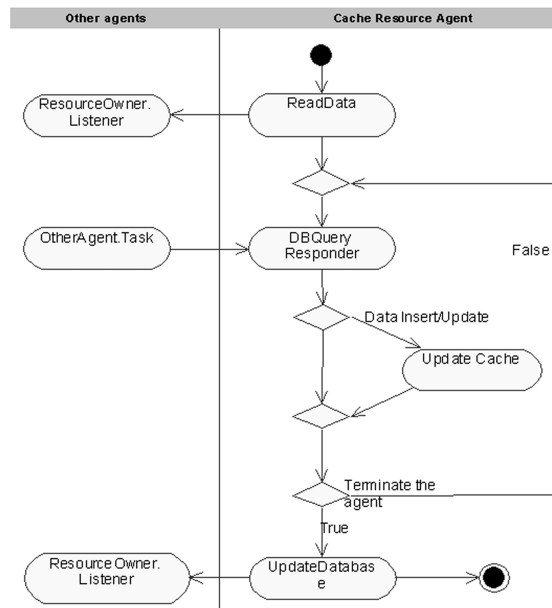 Other agents
Cache Resource Agent
ResourceOwner.
Listener
ReadData
OtherAgent.Task
DBQuery
Responder
False
Data Insert/Update
Update Cache
Terminate the
agent
True
ResourceOwner.
Listener
UpdateDatabas
e